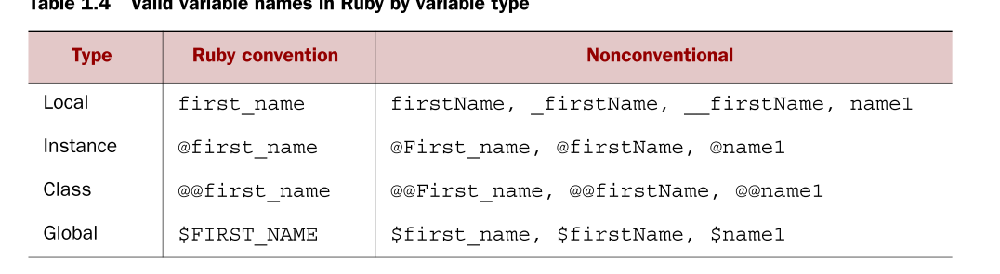 Table 1.4 Valid variable names in Ruby by variable type
Type Ruby convention Nonconventional
Local first_name firstName, _firstName, __firstName, name1
Instance @first_name @First_name, @firstName, @name1
Class @@first_name @@First_name, @@firstName, @@name1
Global $FIRST_NAME $first_name, $firstName, $name1